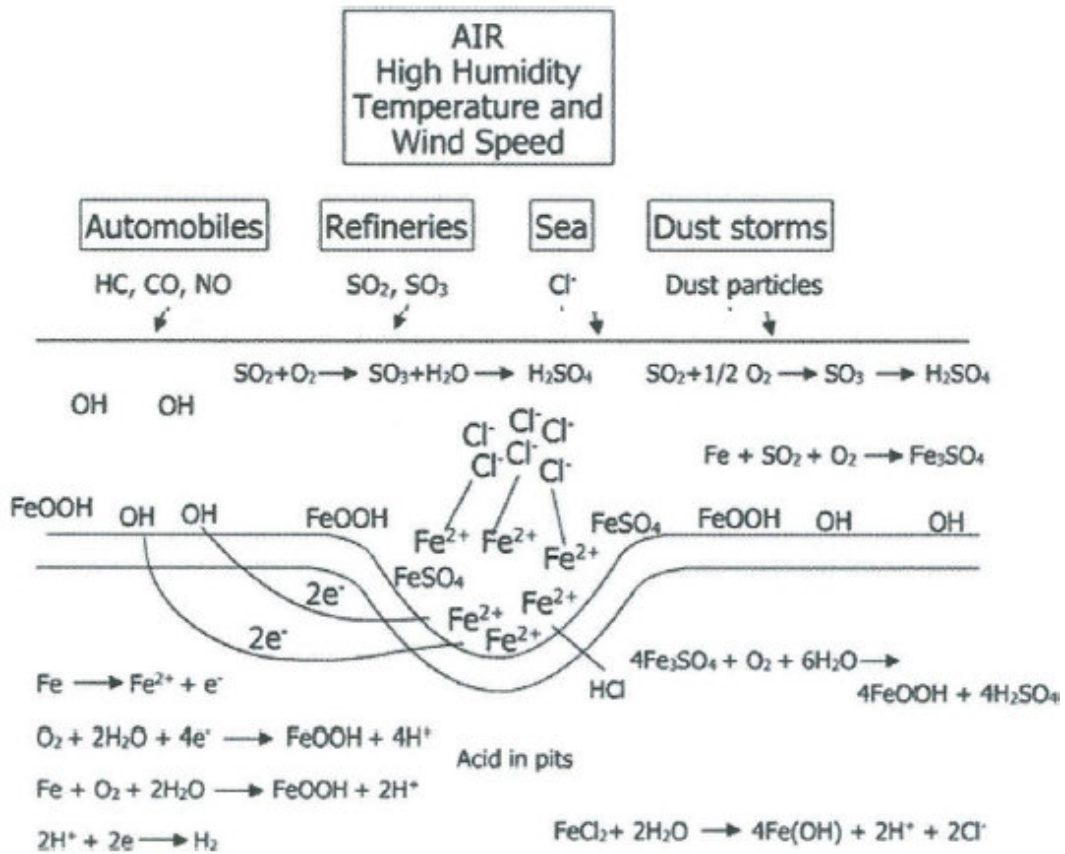 AIR
High Humidity
Temperature and
Wind Speed
Automobiles
Refineries
Sea
Dust storms
HC, CO, NO
SO₂, SO₃
Cl⁻
Dust particles
SO₂+O₂ → SO₃+H₂O → H₂SO₄
SO₂+1/2 O₂ → SO₃ → H₂SO₄
OH OH
Cl⁻ Cl⁻ Cl⁻
Cl⁻ Cl⁻ Cl⁻
Fe + SO₂ + O₂ → Fe₃SO₄
FeOOH OH OH FeOOH
Fe²⁺ Fe²⁺ Fe²⁺
FeSO₄ FeOOH OH OH
FeSO₄
2e⁻
2e⁻
Fe²⁺ Fe²⁺ Fe²⁺
HCl
4Fe₃SO₄ + O₂ + 6H₂O →
4FeOOH + 4H₂SO₄
Fe → Fe²⁺ + e⁻
O₂ + 2H₂O + 4e⁻ → FeOOH + 4H⁺
Acid in pits
Fe + O₂ + 2H₂O → FeOOH + 2H⁺
2H⁺ + 2e → H₂
FeCl₂+ 2H₂O → 4Fe(OH) + 2H⁺ + 2Cl⁻